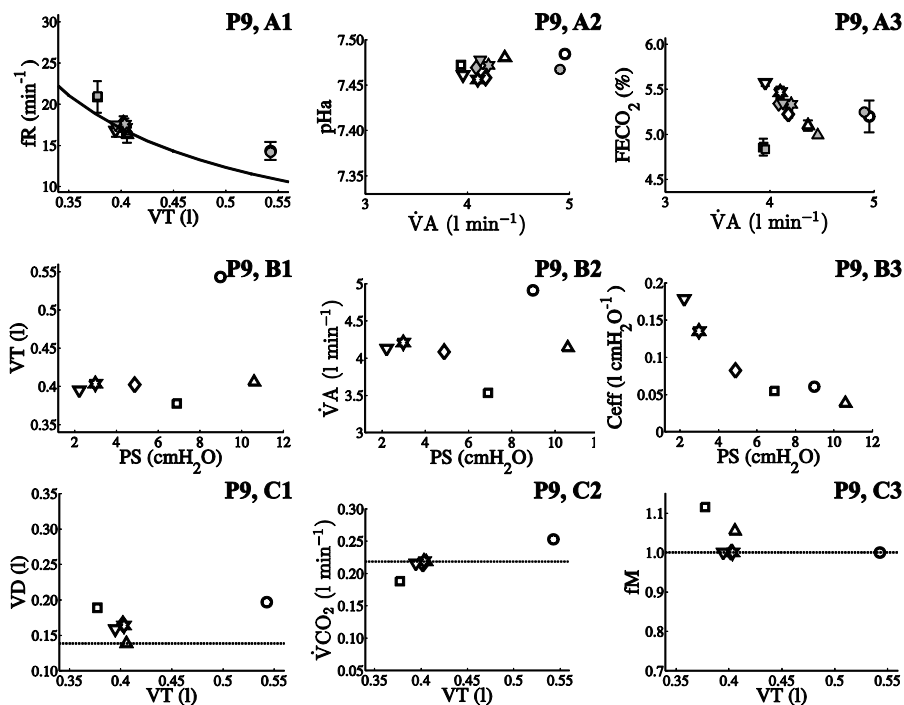 P9, A1
30
25
20
15
10
fR (min⁻¹)
0.35 0.4 0.45 0.5 0.55
VT (l)
P9, A2
7.50
7.45
7.40
7.35
pHa
3 4 5
V̇A (l min⁻¹)
P9, A3
6.0
5.5
5.0
4.5
FECO₂ (%)
3 4 5
V̇A (l min⁻¹)
P9, B1
0.55
0.5
0.45
0.40
0.35
VT (l)
2 4 6 8 10 12
PS (cmH₂O)
P9, B2
5
4.5
4
3.5
3
V̇A (l min⁻¹)
2 4 6 8 10 1
PS (cmH₂O)
P9, B3
0.2
0.15
0.10
0.05
0
Ceff (l cmH₂O⁻¹)
2 4 6 8 10 12
PS (cmH₂O)
P9, C1
0.35
0.30
0.25
0.20
0.15
0.10
VD (l)
0.35 0.4 0.45 0.5 0.55
VT (l)
P9, C2
0.30
0.25
0.20
0.15
0.10
0.05
V̇CO₂ (l min⁻¹)
0.35 0.4 0.45 0.5 0.55
VT (l)
P9, C3
1.1
1.0
0.9
0.8
0.7
fM
0.35 0.4 0.45 0.5 0.55
VT (l)